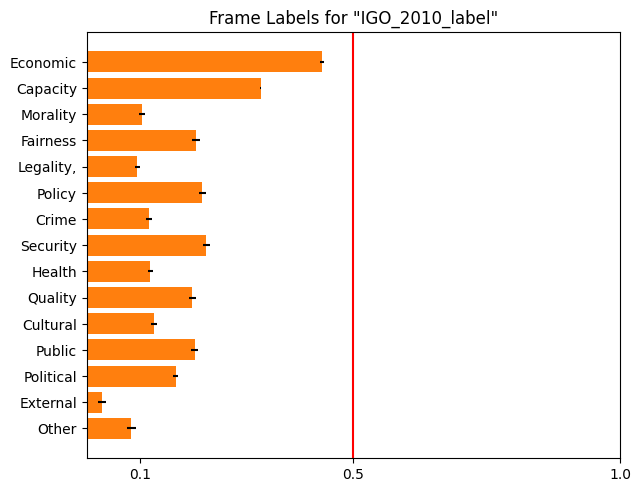 Frame Labels for "IGO_2010_label"
Economic
Capacity
Morality
Fairness
Legality,
Policy
Crime
Security
Health
Quality
Cultural
Public
Political
External
Other
0.1 0.5 1.0